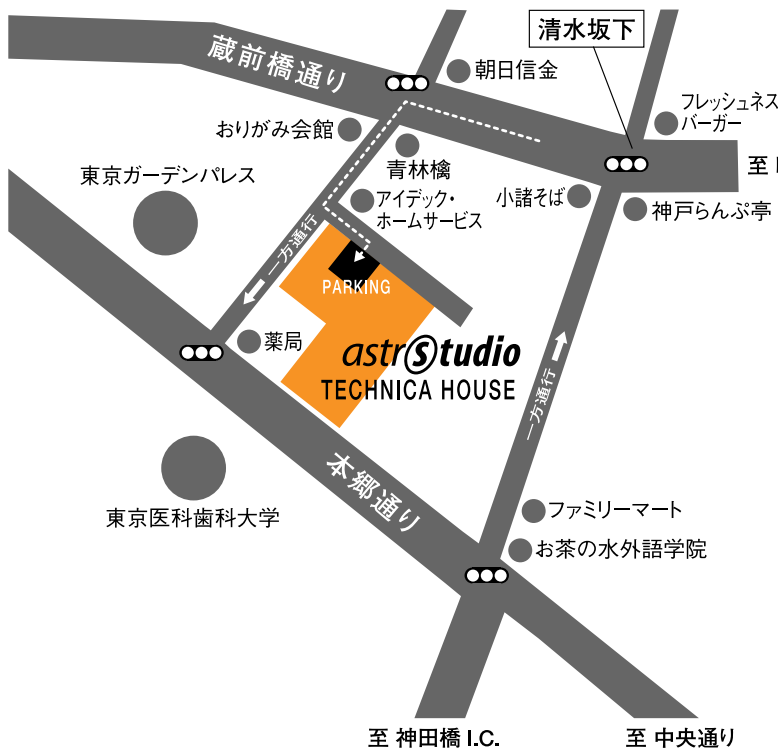 清水坂下
蔵前橋通り
朝日信金
フレッシュネス
バーガー
おりがみ会館
青林檎
至
東京ガーデンパレス
アイデック・
ホームサービス
小諸そば
神戸らんぷ亭
一方通行
PARKING
薬局
astrⓈtudio
TECHNICA HOUSE
一方通行
本郷通り
東京医科歯科大学
ファミリーマート
お茶の水外語学院
至 神田橋 I.C.
至 中央通り